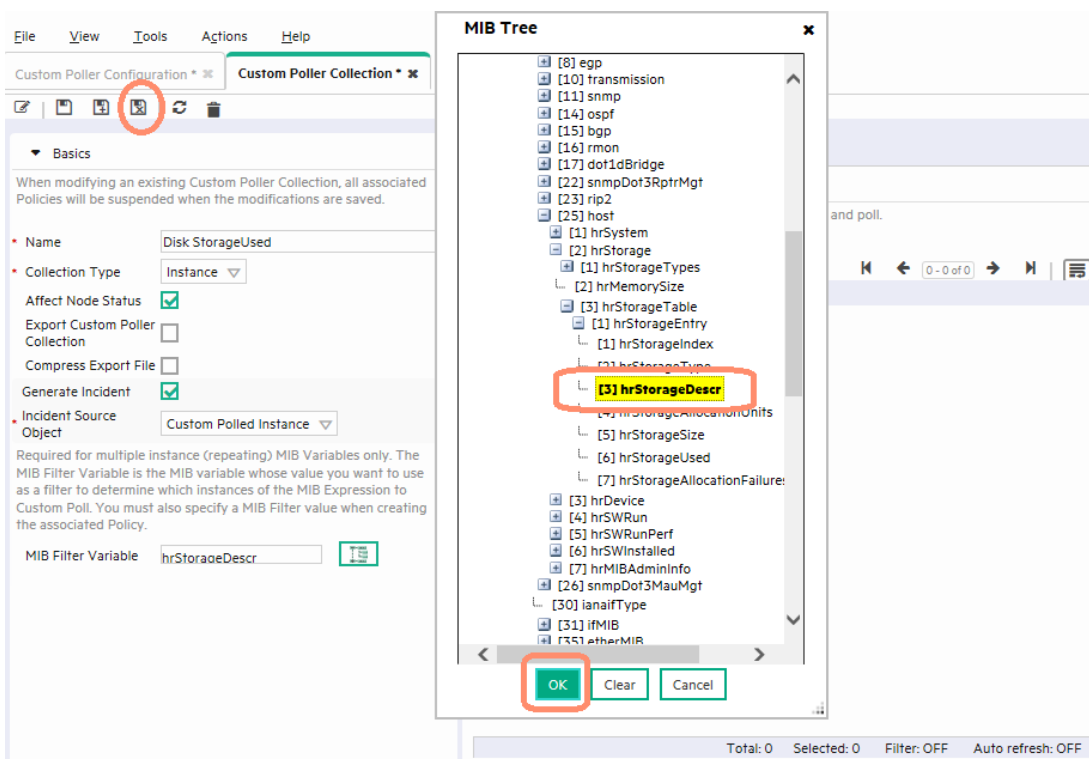 File View Tools Actions Help
Custom Poller Configuration * ✖ Custom Poller Collection * ✖
Basics
When modifying an existing Custom Poller Collection, all associated
Policies will be suspended when the modifications are saved.
* Name Disk StorageUsed
* Collection Type Instance
Affect Node Status
Export Custom Poller
Collection
Compress Export File
Generate Incident
* Incident Source
Object
Custom Polled Instance
Required for multiple instance (repeating) MIB Variables only. The
MIB Filter Variable is the MIB variable whose value you want to use
as a filter to determine which instances of the MIB Expression to
Custom Poll. You must also specify a MIB Filter value when creating
the associated Policy.
MIB Filter Variable hrStorageDescr
MIB Tree
[8] egp
[10] transmission
[11] snmp
[14] ospf
[15] bgp
[16] rmon
[17] dot1dBridge
[22] snmpDot3RptrMgt
[23] rip2
[25] host
[1] hrSystem
[2] hrStorage
[1] hrStorageTypes
[2] hrMemorySize
[3] hrStorageTable
[1] hrStorageEntry
[1] hrStorageIndex
[2] hrStorageType
[3] hrStorageDescr
[4] hrStorageAllocationUnits
[5] hrStorageSize
[6] hrStorageUsed
[7] hrStorageAllocationFailures
[3] hrDevice
[4] hrSWRun
[5] hrSWRunPerf
[6] hrSWInstalled
[7] hrMIBAdminInfo
[26] snmpDot3MauMgt
[30] ianaifType
[31] ifMIB
[35] etherMIB
OK Clear Cancel
and poll.
0 - 0 of 0
Total: 0 Selected: 0 Filter: OFF Auto refresh: OFF